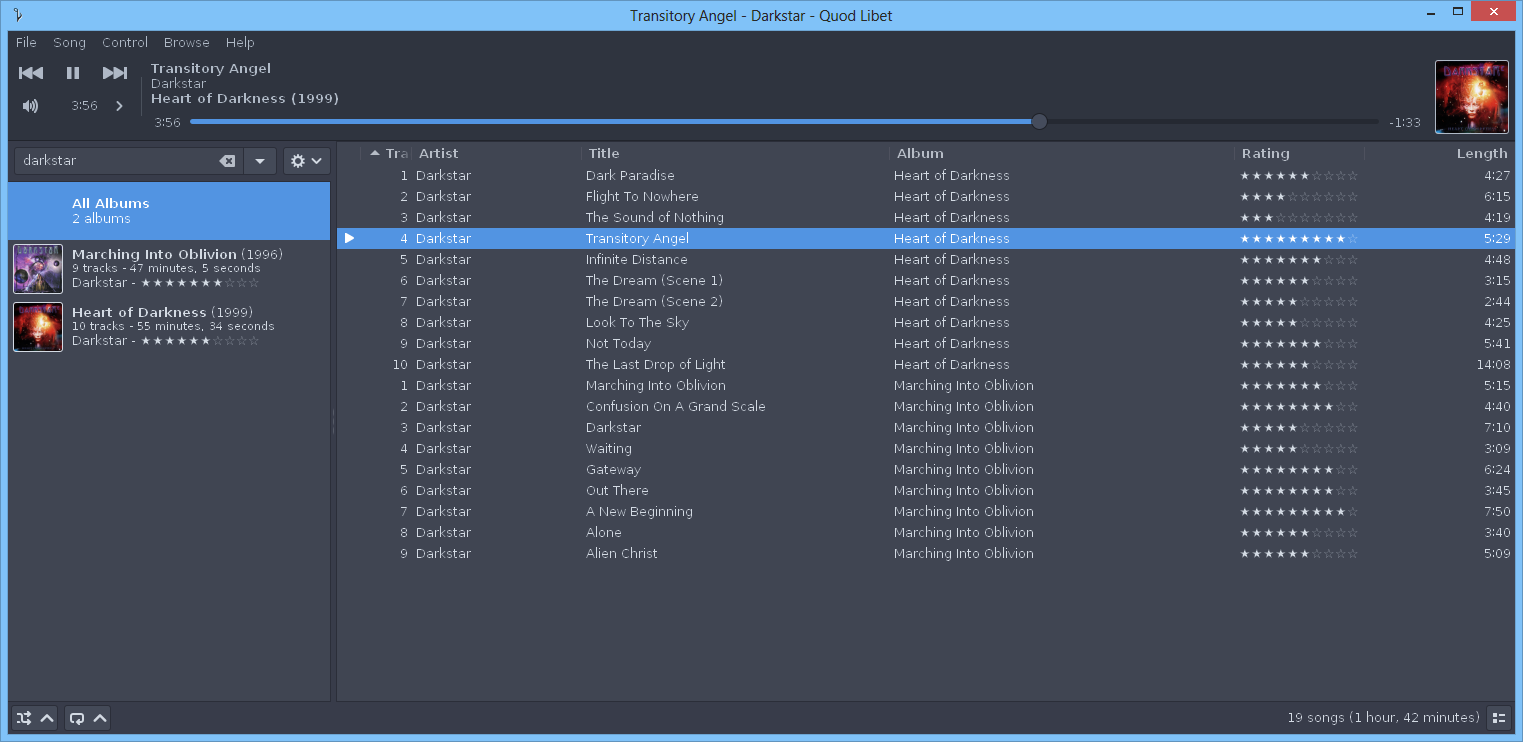 Transitory Angel - Darkstar - Quod Libet
File Song Control Browse Help
Transitory Angel
Darkstar
Heart of Darkness (1999)
3:56
3:56 -1:33
darkstar
All Albums
2 albums
Marching Into Oblivion (1996)
9 tracks - 47 minutes, 5 seconds
Darkstar - ★★★★★★★☆☆☆
Heart of Darkness (1999)
10 tracks - 55 minutes, 34 seconds
Darkstar - ★★★★★★☆☆☆☆
Tra Artist Title Album Rating Length
1 Darkstar Dark Paradise Heart of Darkness ★★★★★★☆☆☆☆ 4:27
2 Darkstar Flight To Nowhere Heart of Darkness ★★★★☆☆☆☆☆☆ 6:15
3 Darkstar The Sound of Nothing Heart of Darkness ★★★☆☆☆☆☆☆☆ 4:19
4 Darkstar Transitory Angel Heart of Darkness ★★★★★★★★★☆ 5:29
5 Darkstar Infinite Distance Heart of Darkness ★★★★★★★☆☆☆ 4:48
6 Darkstar The Dream (Scene 1) Heart of Darkness ★★★★★★☆☆☆☆ 3:15
7 Darkstar The Dream (Scene 2) Heart of Darkness ★★★★★☆☆☆☆☆ 2:44
8 Darkstar Look To The Sky Heart of Darkness ★★★★★☆☆☆☆☆ 4:25
9 Darkstar Not Today Heart of Darkness ★★★★★★★☆☆☆ 5:41
10 Darkstar The Last Drop of Light Heart of Darkness ★★★★★★☆☆☆☆ 14:08
1 Darkstar Marching Into Oblivion Marching Into Oblivion ★★★★★★★☆☆☆ 5:15
2 Darkstar Confusion On A Grand Scale Marching Into Oblivion ★★★★★★★★☆☆ 4:40
3 Darkstar Darkstar Marching Into Oblivion ★★★★★☆☆☆☆☆ 7:10
4 Darkstar Waiting Marching Into Oblivion ★★★★★☆☆☆☆☆ 3:09
5 Darkstar Gateway Marching Into Oblivion ★★★★★★★★☆☆ 6:24
6 Darkstar Out There Marching Into Oblivion ★★★★★★★★☆☆ 3:45
7 Darkstar A New Beginning Marching Into Oblivion ★★★★★★★★★☆ 7:50
8 Darkstar Alone Marching Into Oblivion ★★★★★★☆☆☆☆ 3:40
9 Darkstar Alien Christ Marching Into Oblivion ★★★★★★☆☆☆☆ 5:09
19 songs (1 hour, 42 minutes)